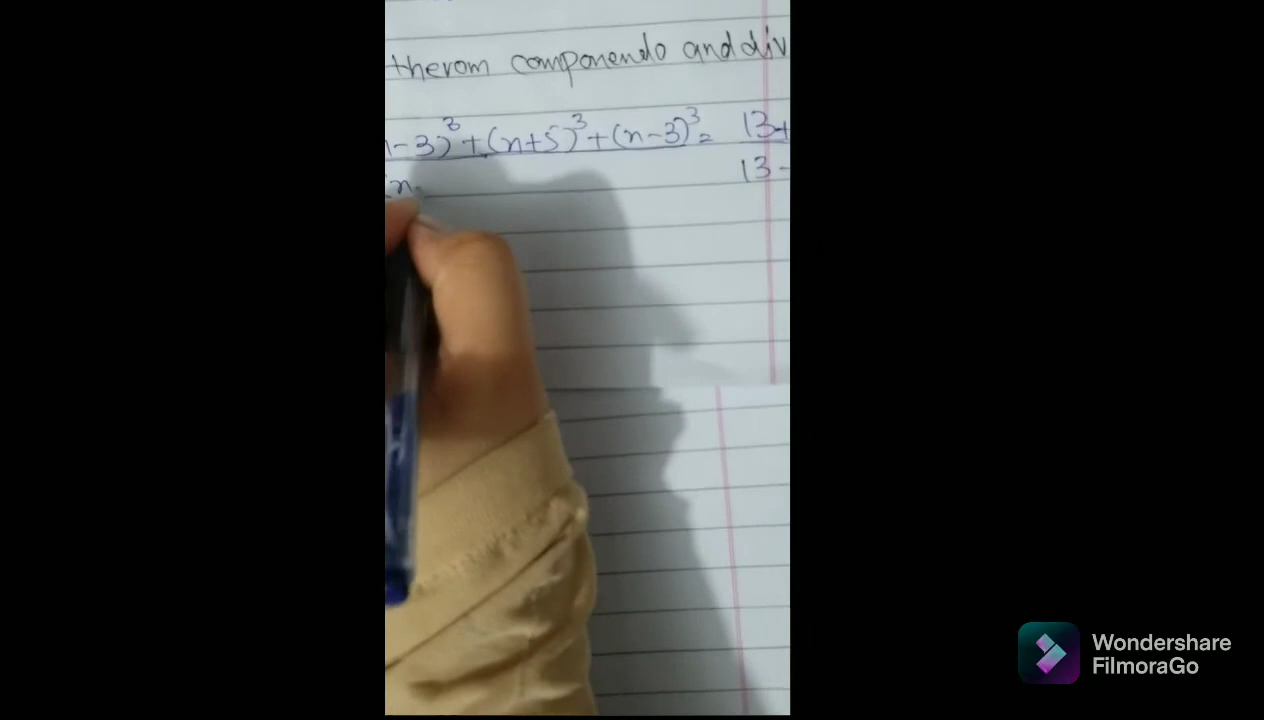 therom componendo and div
-3)³+(n+5)³+(n-3)³= 13+
(n- 13-
Wondershare
FilmoraGo